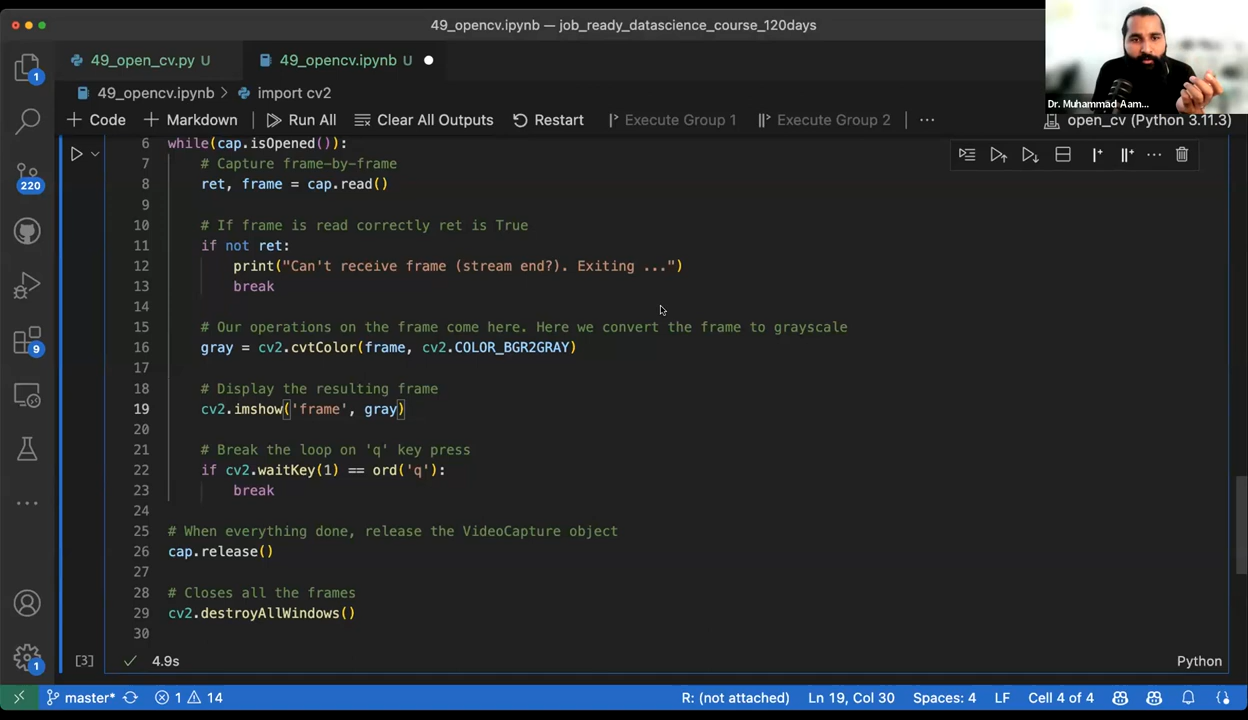 49_opencv.ipynb — job_ready_datascience_course_120days
49_open_cv.py U
49_opencv.ipynb U
49_opencv.ipynb > import cv2
Dr. Muhammad Aam...
+ Code + Markdown Run All Clear All Outputs Restart Execute Group 1 Execute Group 2 ...
open_cv (Python 3.11.3)
1
220
9
1
6 while(cap.isOpened()):
7 # Capture frame-by-frame
8 ret, frame = cap.read()
9
10 # If frame is read correctly ret is True
11 if not ret:
12 print("Can't receive frame (stream end?). Exiting ...")
13 break
14
15 # Our operations on the frame come here. Here we convert the frame to grayscale
16 gray = cv2.cvtColor(frame, cv2.COLOR_BGR2GRAY)
17
18 # Display the resulting frame
19 cv2.imshow('frame', gray)
20
21 # Break the loop on 'q' key press
22 if cv2.waitKey(1) == ord('q'):
23 break
24
25 # When everything done, release the VideoCapture object
26 cap.release()
27
28 # Closes all the frames
29 cv2.destroyAllWindows()
30
[3] 4.9s Python
master* 1 14 R: (not attached) Ln 19, Col 30 Spaces: 4 LF Cell 4 of 4